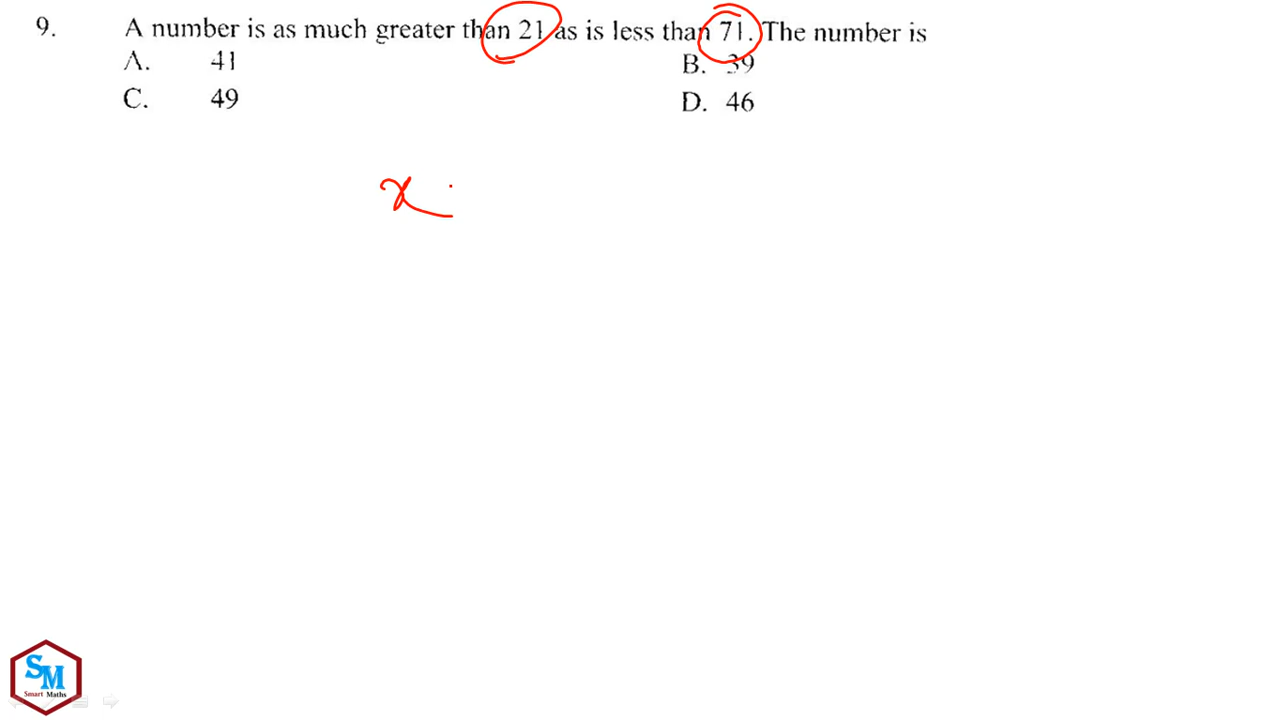 9. A number is as much greater than 21 as is less than 71. The number is
A. 41 B. 39
C. 49 D. 46
x
SM
Smart Maths